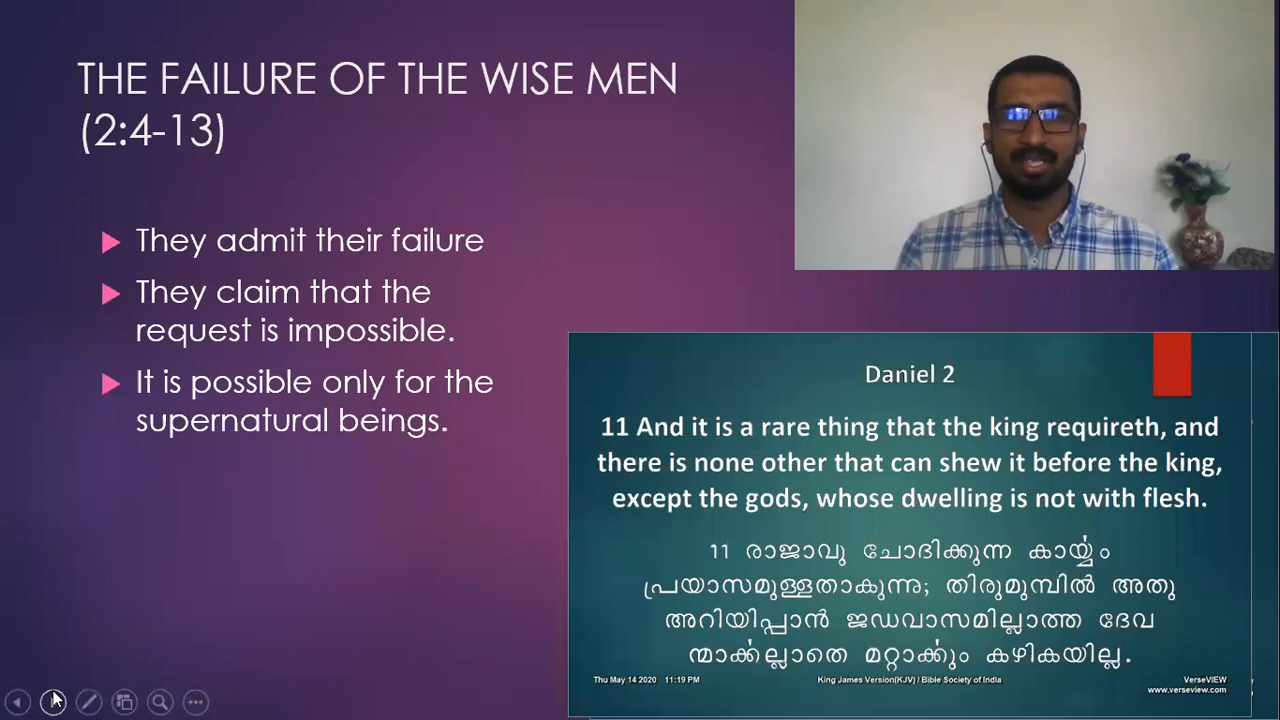 THE FAILURE OF THE WISE MEN
(2:4-13)
They admit their failure
They claim that the
request is impossible.
It is possible only for the
supernatural beings.
Daniel 2
11 And it is a rare thing that the king requireth, and
there is none other that can shew it before the king,
except the gods, whose dwelling is not with flesh.
11 രാജാവു ചോദിക്കുന്ന കാൎയ്യം
പ്രയാസമുള്ളതാകുന്നു; തിരുമുമ്പിൽ അതു
അറിയിപ്പാൻ ജഡവാസമില്ലാത്ത ദേവ
ന്മാൎക്കല്ലാതെ മറ്റാൎക്കും കഴികയില്ല.
Thu May 14 2020 11:19 PM
King James Version(KJV) / Bible Society of India
VerseVIEW
www.verseview.com